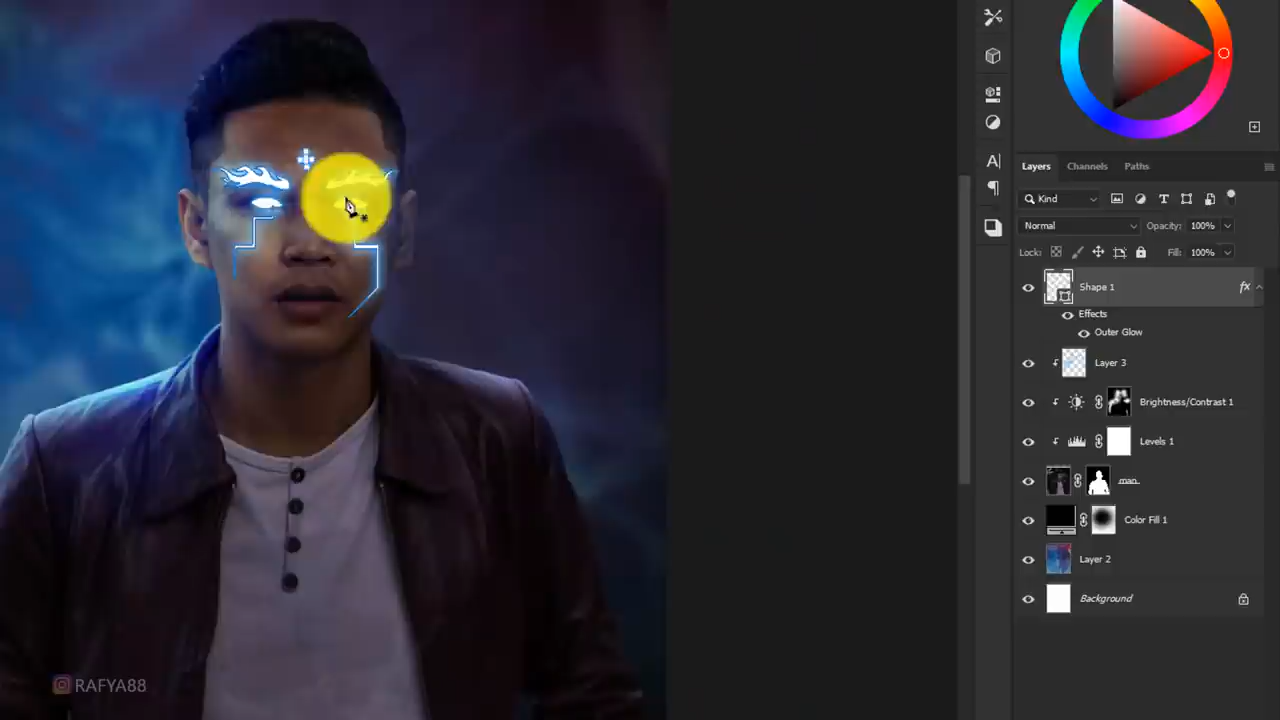 Layers Channels Paths
Kind
Normal Opacity: 100%
Lock: Fill: 100%
Shape 1 fx
Effects
Outer Glow
Layer 3
Brightness/Contrast 1
Levels 1
man
Color Fill 1
Layer 2
Background
RAFYA88